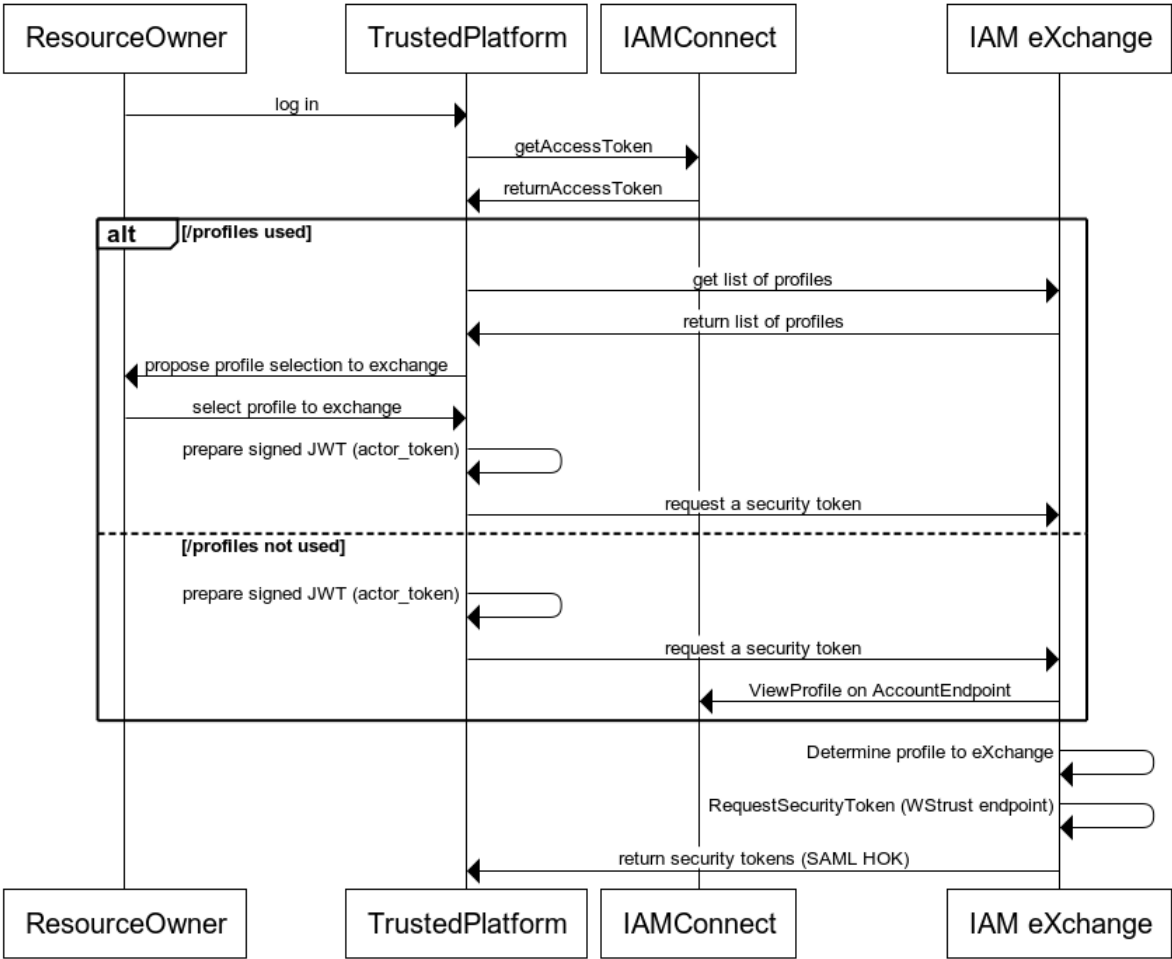 ResourceOwner TrustedPlatform IAMConnect IAM eXchange
log in
getAccessToken
returnAccessToken
alt [/profiles used]
get list of profiles
return list of profiles
propose profile selection to exchange
select profile to exchange
prepare signed JWT (actor_token)
request a security token
[/profiles not used]
prepare signed JWT (actor_token)
request a security token
ViewProfile on AccountEndpoint
Determine profile to eXchange
RequestSecurityToken (WStrust endpoint)
return security tokens (SAML HOK)
ResourceOwner TrustedPlatform IAMConnect IAM eXchange